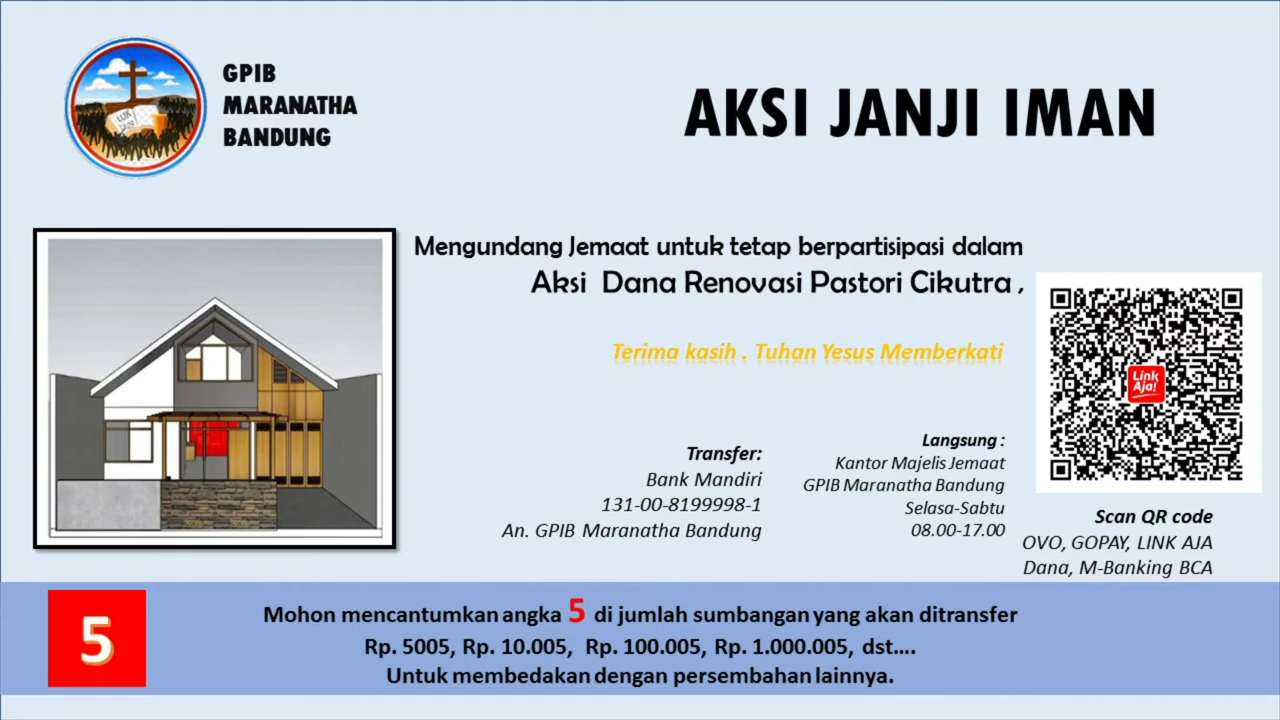 GPIB
MARANATHA
BANDUNG
AKSI JANJI IMAN
Mengundang Jemaat untuk tetap berpartisipasi dalam
Aksi Dana Renovasi Pastori Cikutra ,
Terima kasih . Tuhan Yesus Memberkati
Transfer:
Bank Mandiri
131-00-8199998-1
An. GPIB Maranatha Bandung
Langsung :
Kantor Majelis Jemaat
GPIB Maranatha Bandung
Selasa-Sabtu
08.00-17.00
Link
Aja!
Scan QR code
OVO, GOPAY, LINK AJA
Dana, M-Banking BCA
5
Mohon mencantumkan angka 5 di jumlah sumbangan yang akan ditransfer
Rp. 5005, Rp. 10.005, Rp. 100.005, Rp. 1.000.005, dst....
Untuk membedakan dengan persembahan lainnya.